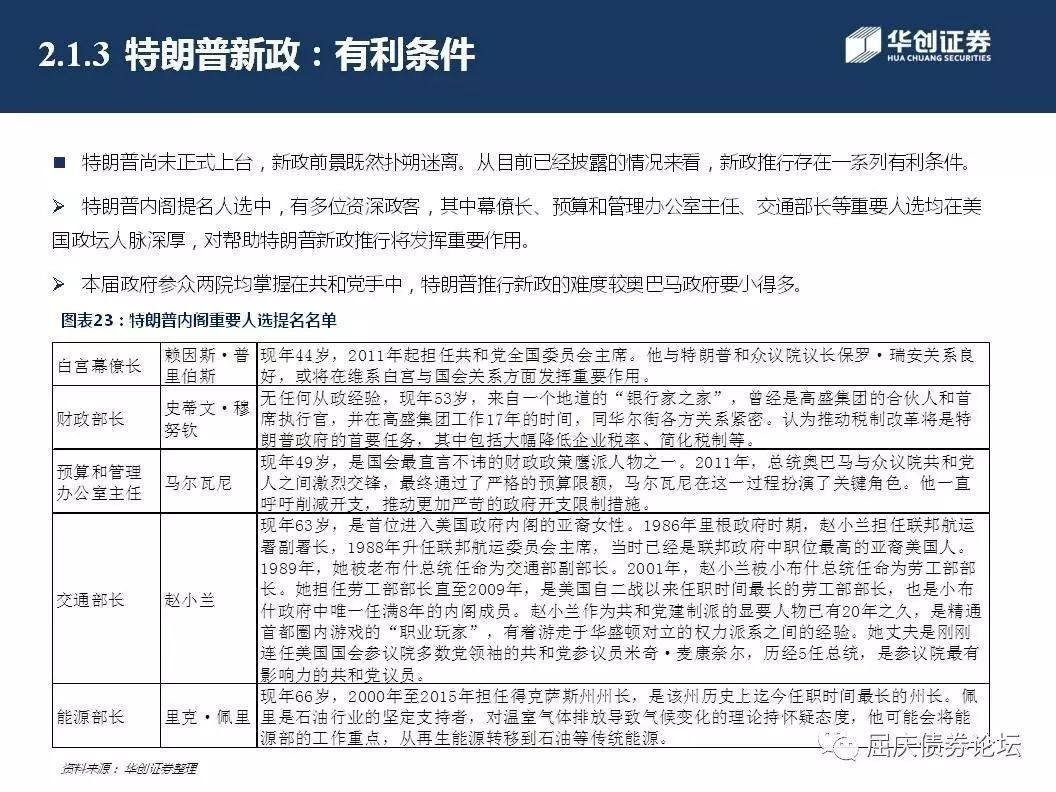 2.1.3 特朗普新政：有利条件
华创证券
HUA CHUANG SECURITIES
■ 特朗普尚未正式上台，新政前景既然扑朔迷离。从目前已经披露的情况来看，新政推行存在一系列有利条件。
➢ 特朗普内阁提名人选中，有多位资深政客，其中幕僚长、预算和管理办公室主任、交通部长等重要人选均在美
国政坛人脉深厚，对帮助特朗普新政推行将发挥重要作用。
➢ 本届政府参众两院均掌握在共和党手中，特朗普推行新政的难度较奥巴马政府要小得多。
图表23：特朗普内阁重要人选提名名单
白宫幕僚长
赖因斯·普
里伯斯
现年44岁，2011年起担任共和党全国委员会主席。他与特朗普和众议院议长保罗·瑞安关系良
好，或将在维系白宫与国会关系方面发挥重要作用。
财政部长
史蒂文·穆
努钦
无任何从政经验，现年53岁，来自一个地道的“银行家之家”，曾经是高盛集团的合伙人和首
席执行官，并在高盛集团工作17年的时间，同华尔街各方关系紧密。认为推动税制改革将是特
朗普政府的首要任务，其中包括大幅降低企业税率、简化税制等。
预算和管理
办公室主任
马尔瓦尼
现年49岁，是国会最直言不讳的财政政策鹰派人物之一。2011年，总统奥巴马与众议院共和党
人之间激烈交锋，最终通过了严格的预算限额，马尔瓦尼在这一过程扮演了关键角色。他一直
呼吁削减开支，推动更加严苛的政府开支限制措施。
交通部长
赵小兰
现年63岁，是首位进入美国政府内阁的亚裔女性。1986年里根政府时期，赵小兰担任联邦航运
署副署长，1988年升任联邦航运委员会主席，当时已经是联邦政府中职位最高的亚裔美国人。
1989年，她被老布什总统任命为交通部副部长。2001年，赵小兰被小布什总统任命为劳工部部
长。她担任劳工部部长直至2009年，是美国自二战以来任职时间最长的劳工部部长，也是小布
什政府中唯一任满8年的内阁成员。赵小兰作为共和党建制派的显要人物已有20年之久，是精通
首都圈内游戏的“职业玩家”，有着游走于华盛顿对立的权力派系之间的经验。她丈夫是刚刚
连任美国国会参议院多数党领袖的共和党参议员米奇·麦康奈尔，历经5任总统，是参议院最有
影响力的共和党议员。
能源部长
里克·佩里
现年66岁，2000年至2015年担任得克萨斯州州长，是该州历史上迄今任职时间最长的州长。佩
里是石油行业的坚定支持者，对温室气体排放导致气候变化的理论持怀疑态度，他可能会将能
源部的工作重点，从再生能源转移到石油等传统能源。
资料来源：华创证券整理
屈庆债券论坛